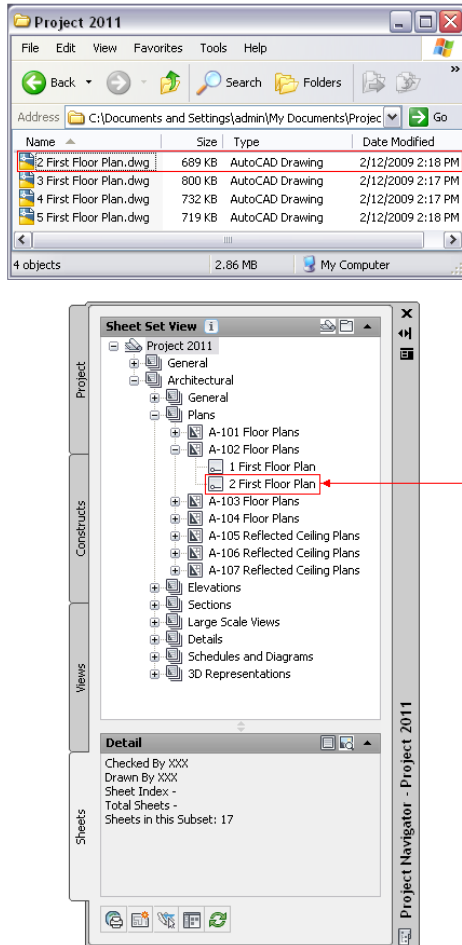 Project 2011
File Edit View Favorites Tools Help
Back Search Folders »
Address C:\Documents and Settings\admin\My Documents\Projec Go
Name Size Type Date Modified
2 First Floor Plan.dwg 689 KB AutoCAD Drawing 2/12/2009 2:18 PM
3 First Floor Plan.dwg 800 KB AutoCAD Drawing 2/12/2009 2:17 PM
4 First Floor Plan.dwg 732 KB AutoCAD Drawing 2/12/2009 2:17 PM
5 First Floor Plan.dwg 719 KB AutoCAD Drawing 2/12/2009 2:18 PM
4 objects 2.86 MB My Computer
Sheet Set View
Project 2011
General
Architectural
General
Plans
A-101 Floor Plans
A-102 Floor Plans
1 First Floor Plan
2 First Floor Plan
A-103 Floor Plans
A-104 Floor Plans
A-105 Reflected Ceiling Plans
A-106 Reflected Ceiling Plans
A-107 Reflected Ceiling Plans
Elevations
Sections
Large Scale Views
Details
Schedules and Diagrams
3D Representations
Detail
Checked By XXX
Drawn By XXX
Sheet Index -
Total Sheets -
Sheets in this Subset: 17
Project
Constructs
Views
Sheets
Project Navigator - Project 2011